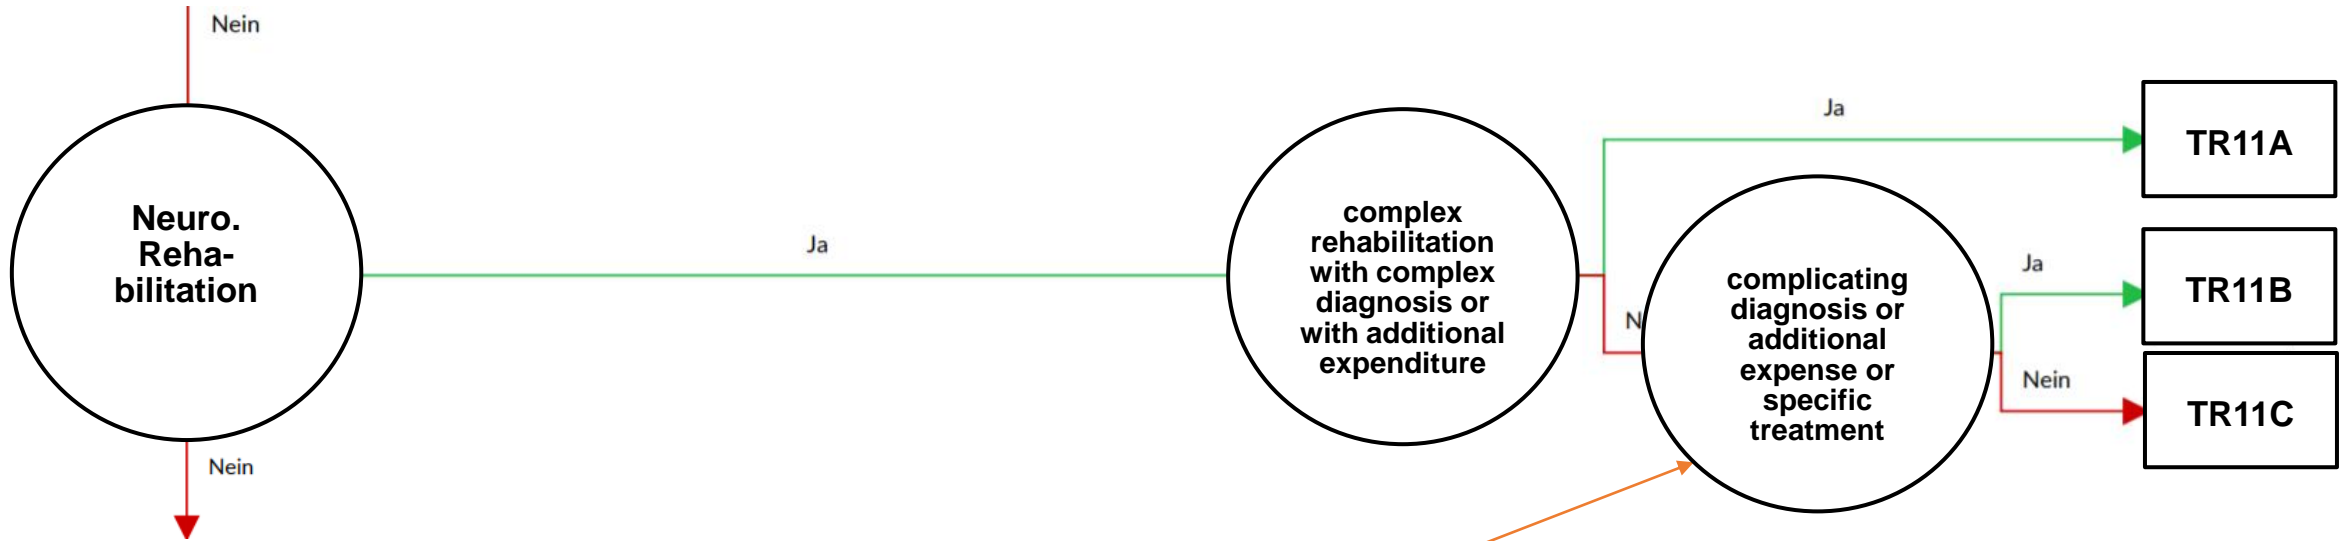 Nein
Neuro.
Reha-
bilitation
Nein
Ja
complex
rehabilitation
with complex
diagnosis or
with additional
expenditure
Ja
N
complicating
diagnosis or
additional
expense or
specific
treatment
Ja
Nein
TR11A
TR11B
TR11C